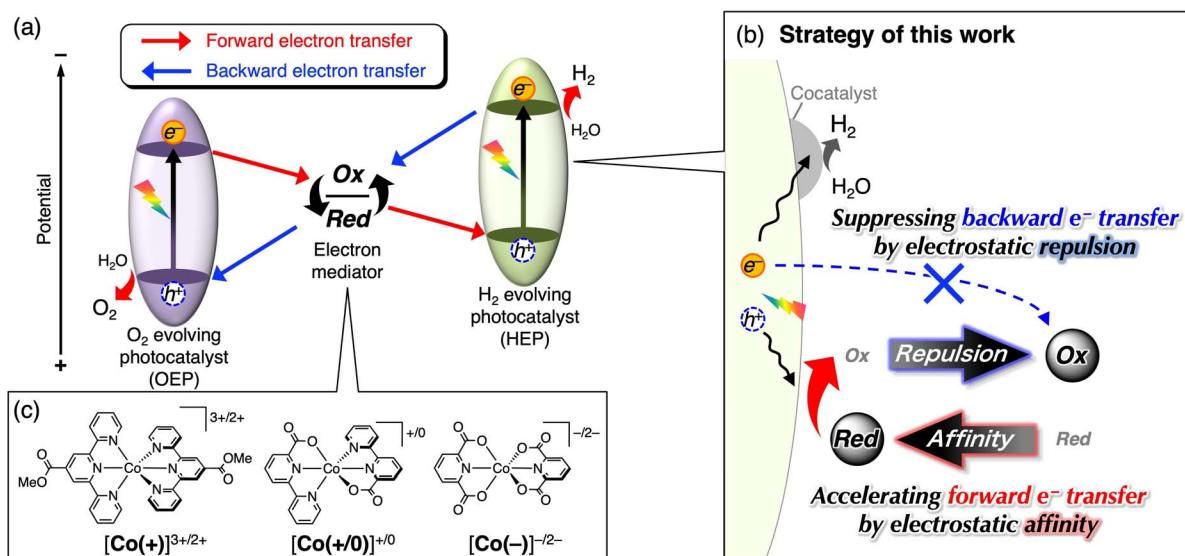 (a)
Forward electron transfer
Backward electron transfer
−
Potential
+
e−
H2O
O2
h+
O2 evolving
photocatalyst
(OEP)
Ox
Red
Electron
mediator
e−
H2
H2O
h+
H2 evolving
photocatalyst
(HEP)
(b) Strategy of this work
Cocatalyst
H2
H2O
Suppressing backward e− transfer
by electrostatic repulsion
e−
h+
Ox Repulsion Ox
Red Affinity Red
Accelerating forward e− transfer
by electrostatic affinity
(c)
3+/2+
N N
N Co N
N N
MeO O
O OMe
[Co(+)]3+/2+
+/0
O O N
N Co N
N O O
[Co(+/0)]+/0
−/2−
O O O O
N Co N
O O O O
[Co(−)]−/2−